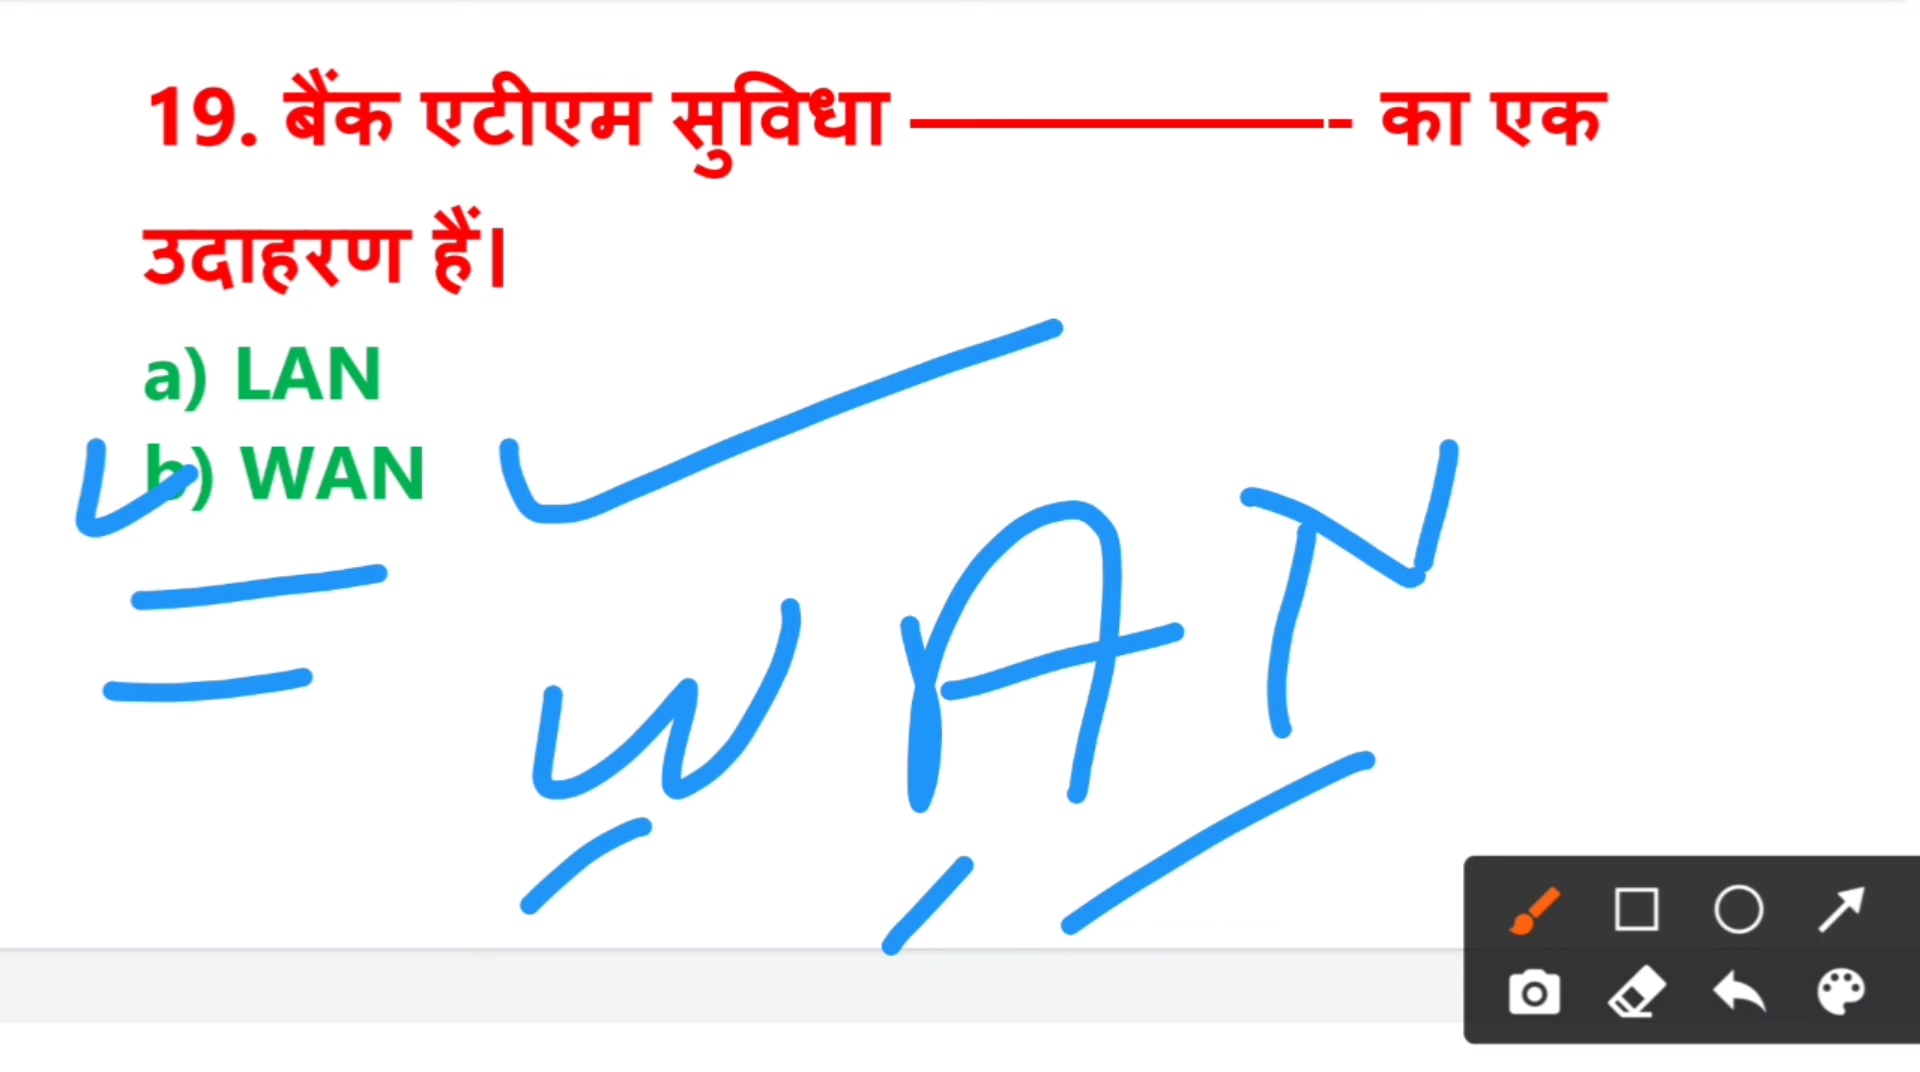 19. बैंक एटीएम सुविधा —————- का एक
उदाहरण हैं।
a) LAN
b) WAN
WAN